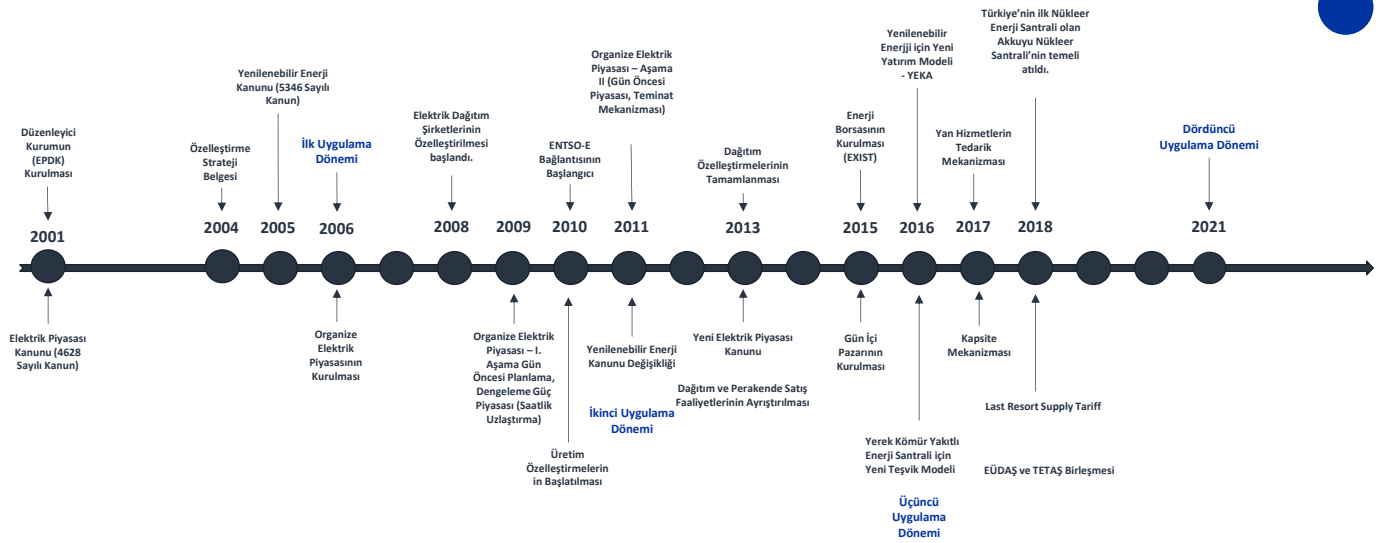 Düzenleyici
Kurumun
(EPDK)
Kurulması
2001
Elektrik Piyasası
Kanunu (4628
Sayılı Kanun)
Özelleştirme
Strateji
Belgesi
2004
Yenilenebilir Enerji
Kanunu (5346 Sayılı
Kanun)
2005
İlk Uygulama
Dönemi
2006
Organize
Elektrik
Piyasasının
Kurulması
Elektrik Dağıtım
Şirketlerinin
Özelleştirilmesi
başlandı.
2008
2009
Organize Elektrik
Piyasası – I.
Aşama Gün
Öncesi Planlama,
Dengeleme Güç
Piyasası (Saatlik
Uzlaştırma)
ENTSO-E
Bağlantısının
Başlangıcı
2010
Üretim
Özelleştirmelerin
in Başlatılması
Organize Elektrik
Piyasası – Aşama
II (Gün Öncesi
Piyasası, Teminat
Mekanizması)
2011
Yenilenebilir Enerji
Kanunu Değişikliği
İkinci Uygulama
Dönemi
Dağıtım
Özelleştirmelerinin
Tamamlanması
2013
Yeni Elektrik Piyasası
Kanunu
Dağıtım ve Perakende Satış
Faaliyetlerinin Ayrıştırılması
Enerji
Borsasının
Kurulması
(EXIST)
2015
Gün İçi
Pazarının
Kurulması
Yenilenebilir
Enerjji için Yeni
Yatırım Modeli
- YEKA
2016
Yerek Kömür Yakıtlı
Enerji Santrali için
Yeni Teşvik Modeli
Üçüncü
Uygulama
Dönemi
Yan Hizmetlerin
Tedarik
Mekanizması
2017
Kapsite
Mekanizması
Türkiye’nin ilk Nükleer
Enerji Santrali olan
Akkuyu Nükleer
Santrali’nin temeli
atıldı.
2018
Last Resort Supply Tariff
EÜDAŞ ve TETAŞ Birleşmesi
Dördüncü
Uygulama Dönemi
2021